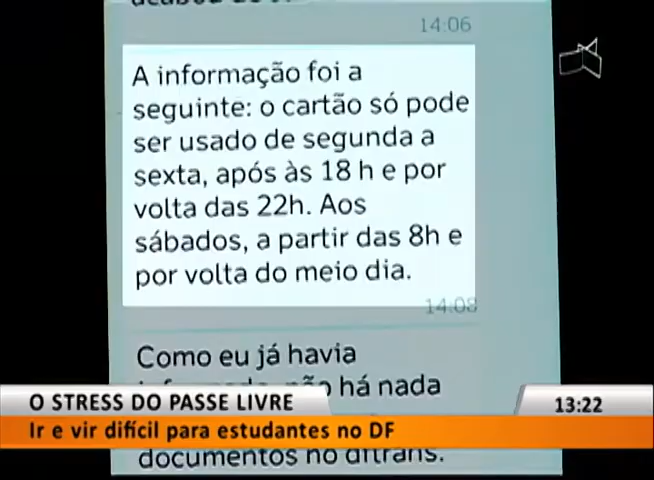 14:06
A informação foi a
seguinte: o cartão só pode
ser usado de segunda a
sexta, após às 18 h e por
volta das 22h. Aos
sábados, a partir das 8h e
por volta do meio dia.
14:08
Como eu já havia
não há nada
O STRESS DO PASSE LIVRE
13:22
Ir e vir difícil para estudantes no DF
documentos no dftrans.